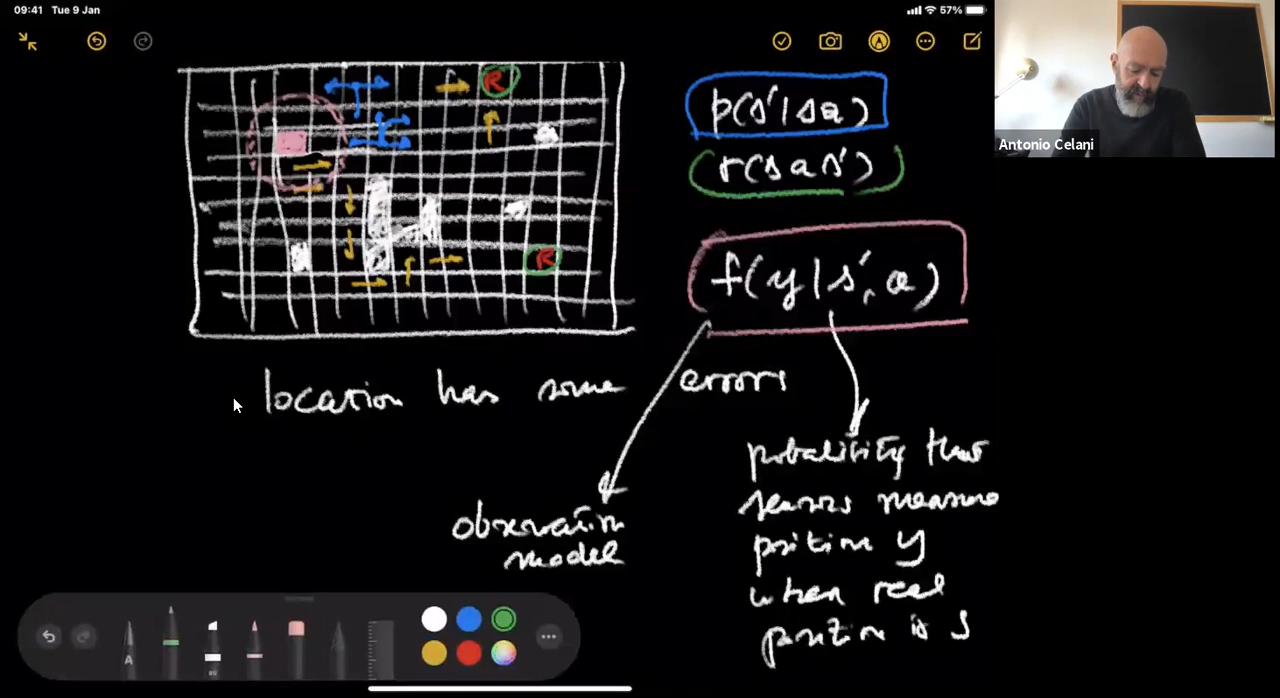 09:41 Tue 9 Jan
57%
Antonio Celani
R
R
p(s'|sa)
r(sas')
f(y|s', a)
location has some errors
observation
model
probability that
sensors measure
position y
when real
position is s
A
80